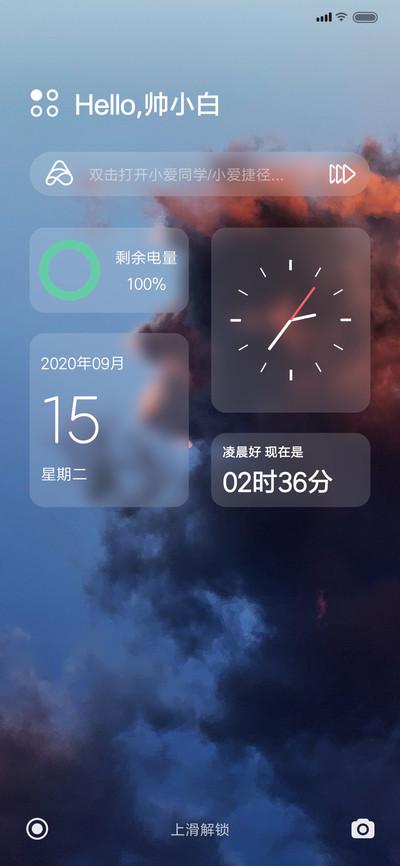 Hello,帅小白
双击打开小爱同学/小爱捷径...
剩余电量
100%
2020年09月
15
星期二
凌晨好 现在是
02时36分
上滑解锁